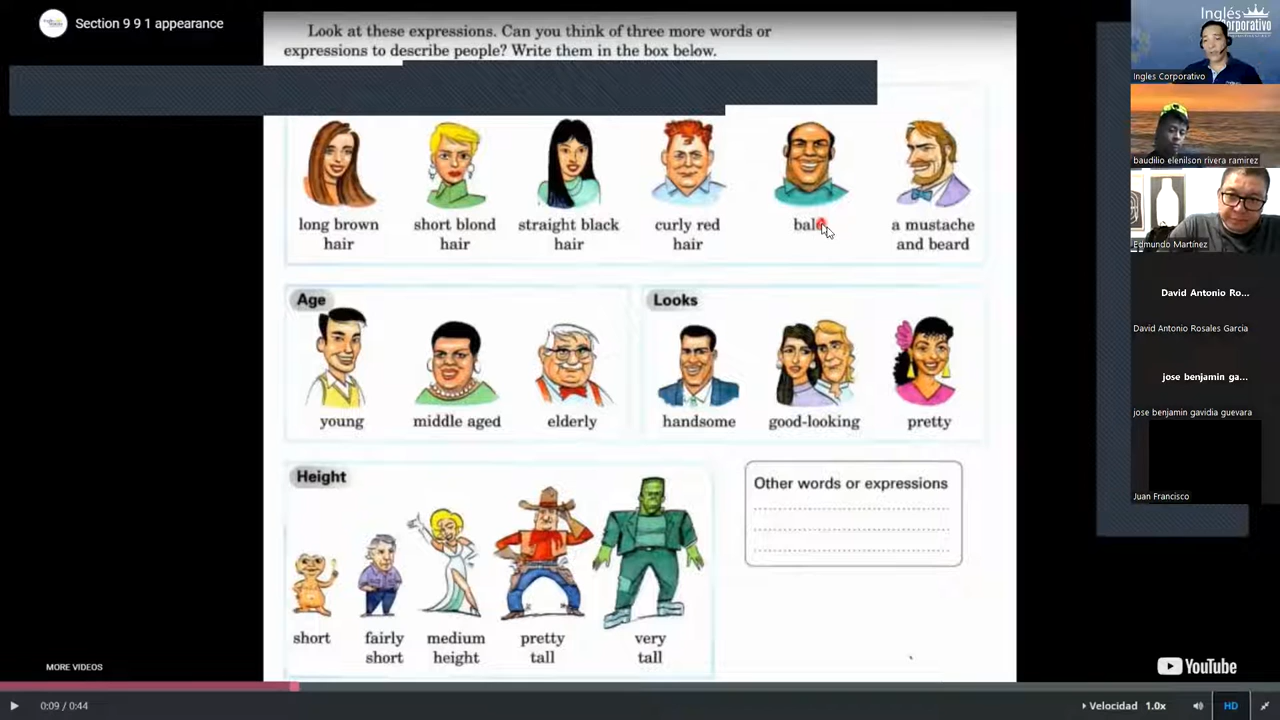 Section 9 9 1 appearance
Look at these expressions. Can you think of three more words or
expressions to describe people? Write them in the box below.
long brown
hair
short blond
hair
straight black
hair
curly red
hair
bald
a mustache
and beard
Age
young
middle aged
elderly
Looks
handsome
good-looking
pretty
Height
short
fairly
short
medium
height
pretty
tall
very
tall
Other words or expressions
MORE VIDEOS
YouTube
0:09 / 0:44
Velocidad 1.0x
HD
Inglés
Corporativo
Ingles Corporativo
baudilio elenilson rivera ramirez
Edmundo Martínez
David Antonio Ro...
David Antonio Rosales Garcia
jose benjamin ga...
jose benjamin gavidia guevara
Juan Francisco